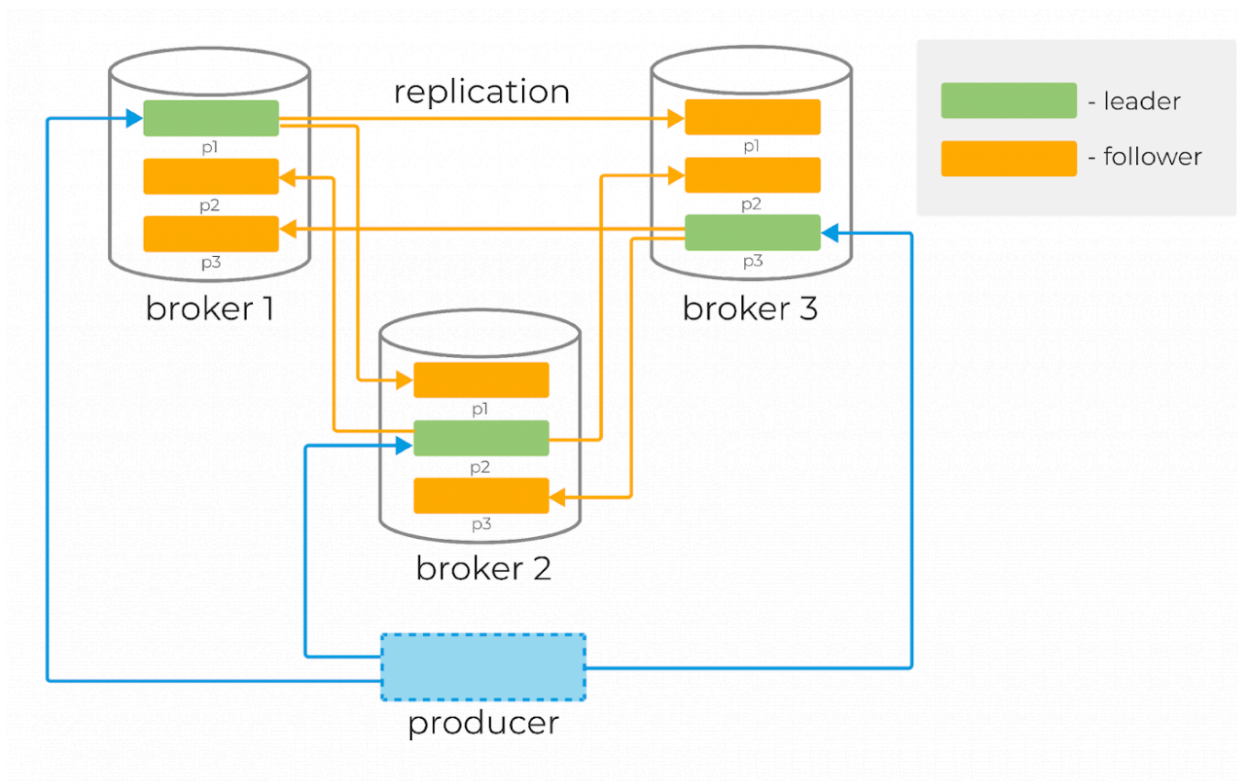 replication
p1
p2
p3
broker 1
p1
p2
p3
broker 3
- leader
- follower
p1
p2
p3
broker 2
producer